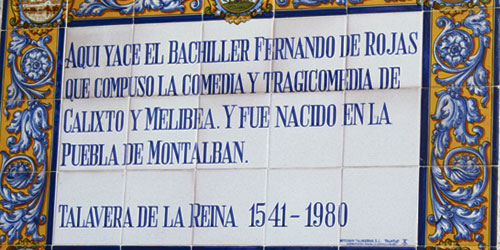 AQUI YACE EL BACHILLER FERNANDO DE ROJAS
QUE COMPUSO LA COMEDIA Y TRAGICOMEDIA DE
CALIXTO Y MELIBEA. Y FUE NACIDO EN LA
PUEBLA DE MONTALBAN.
TALAVERA DE LA REINA 1541-1980